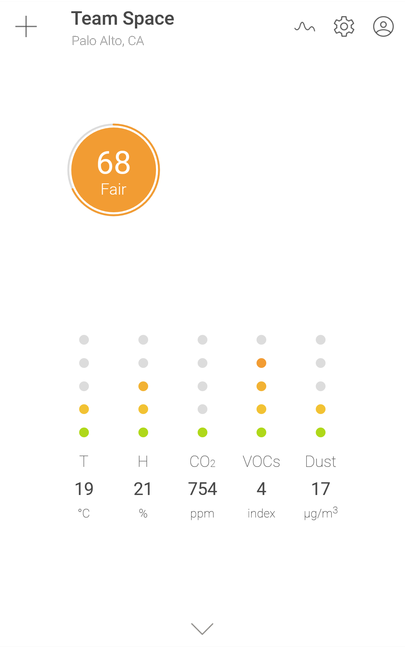 Team Space
Palo Alto, CA
68
Fair
T H CO₂ VOCs Dust
19 21 754 4 17
°C % ppm index µg/m³